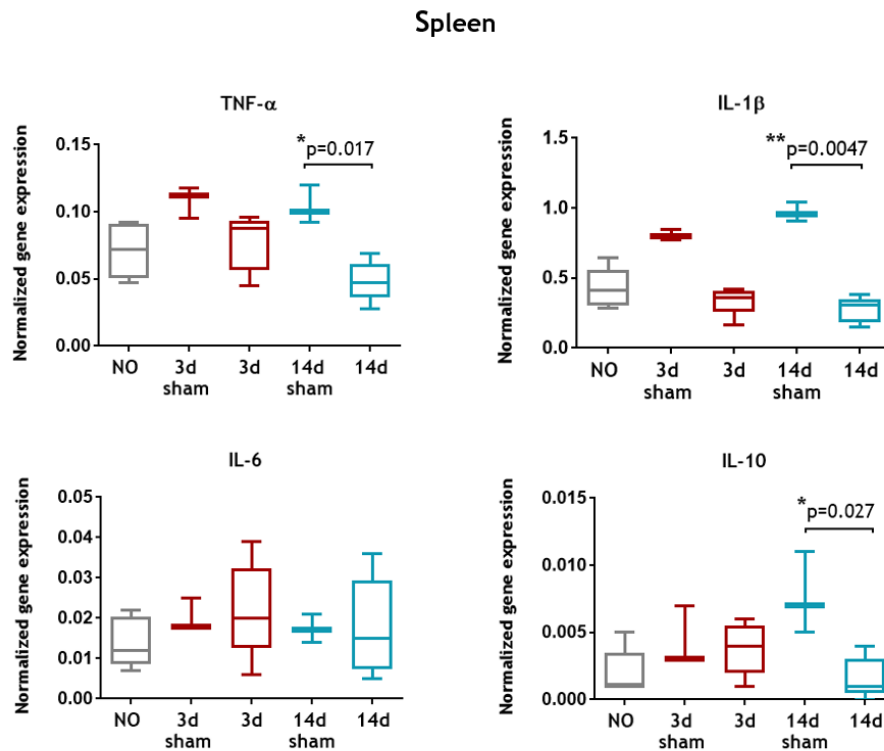 Spleen
TNF-α
Normalized gene expression
0.15
0.10
0.05
0.00
*
p=0.017
NO 3d 3d 14d 14d
sham sham
IL-1β
Normalized gene expression
1.5
1.0
0.5
0.0
**
p=0.0047
NO 3d 3d 14d 14d
sham sham
IL-6
Normalized gene expression
0.05
0.04
0.03
0.02
0.01
0.00
NO 3d 3d 14d 14d
sham sham
IL-10
Normalized gene expression
0.015
0.010
0.005
0.000
*
p=0.027
NO 3d 3d 14d 14d
sham sham